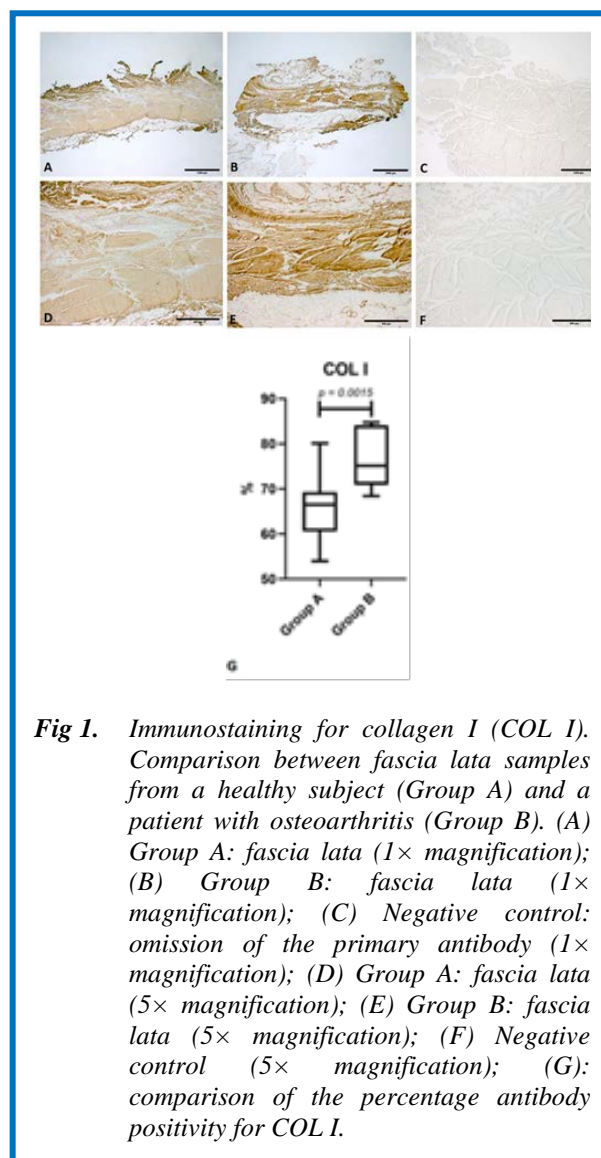 A
B
C
D
E
F
COL I
p = 0.0015
90
80
70
60
50
%
Group A
Group B
G
Fig 1. Immunostaining for collagen I (COL I).
Comparison between fascia lata samples
from a healthy subject (Group A) and a
patient with osteoarthritis (Group B). (A)
Group A: fascia lata (1× magnification);
(B) Group B: fascia lata (1×
magnification); (C) Negative control:
omission of the primary antibody (1×
magnification); (D) Group A: fascia lata
(5× magnification); (E) Group B: fascia
lata (5× magnification); (F) Negative
control (5× magnification); (G):
comparison of the percentage antibody
positivity for COL I.